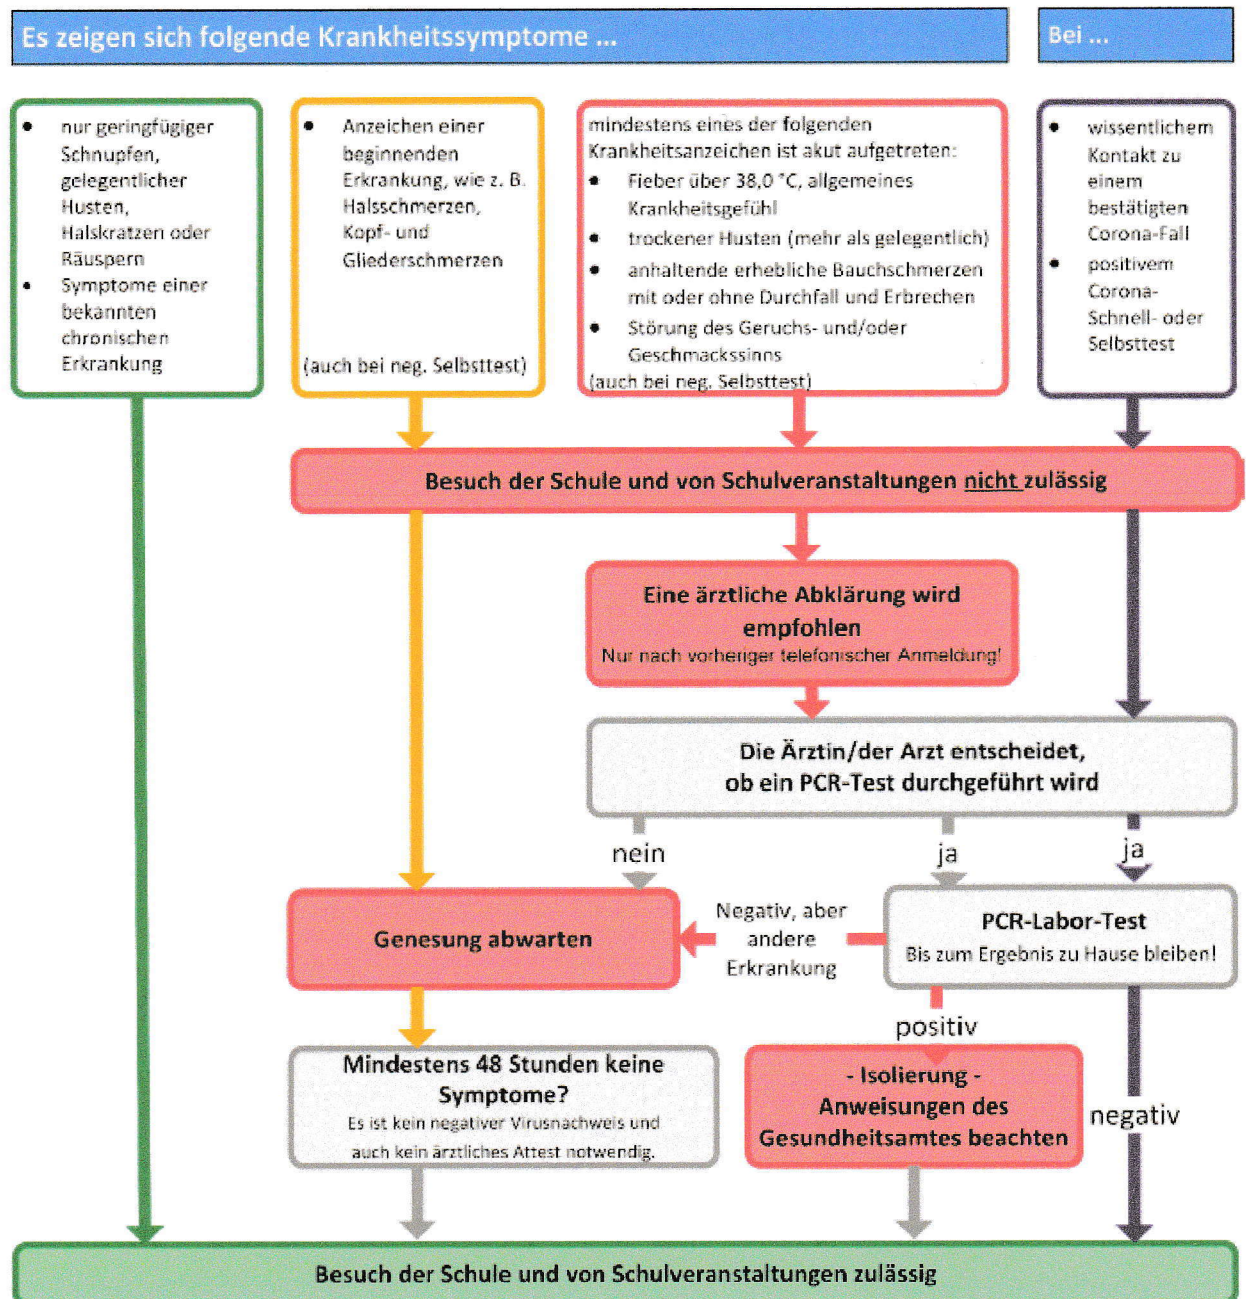 Es zeigen sich folgende Krankheitssymptome ...
Bei ...
• nur geringfügiger
Schnupfen,
gelegentlicher
Husten,
Halskratzen oder
Räuspern
• Symptome einer
bekannten
chronischen
Erkrankung
• Anzeichen einer
beginnenden
Erkrankung, wie z. B.
Halsschmerzen,
Kopf- und
Gliederschmerzen
(auch bei neg. Selbsttest)
mindestens eines der folgenden
Krankheitsanzeichen ist akut aufgetreten:
• Fieber über 38,0 °C, allgemeines
Krankheitsgefühl
• trockener Husten (mehr als gelegentlich)
• anhaltende erhebliche Bauchschmerzen
mit oder ohne Durchfall und Erbrechen
• Störung des Geruchs- und/oder
Geschmackssinns
(auch bei neg. Selbsttest)
• wissentlichem
Kontakt zu
einem
bestätigten
Corona-Fall
• positivem
Corona-
Schnell- oder
Selbsttest
Besuch der Schule und von Schulveranstaltungen nicht zulässig
Eine ärztliche Abklärung wird
empfohlen
Nur nach vorheriger telefonischer Anmeldung!
Die Ärztin/der Arzt entscheidet,
ob ein PCR-Test durchgeführt wird
nein
ja
ja
Genesung abwarten
Negativ, aber
andere
Erkrankung
PCR-Labor-Test
Bis zum Ergebnis zu Hause bleiben!
positiv
Mindestens 48 Stunden keine
Symptome?
Es ist kein negativer Virusnachweis und
auch kein ärztliches Attest notwendig.
- Isolierung -
Anweisungen des
Gesundheitsamtes beachten
negativ
Besuch der Schule und von Schulveranstaltungen zulässig